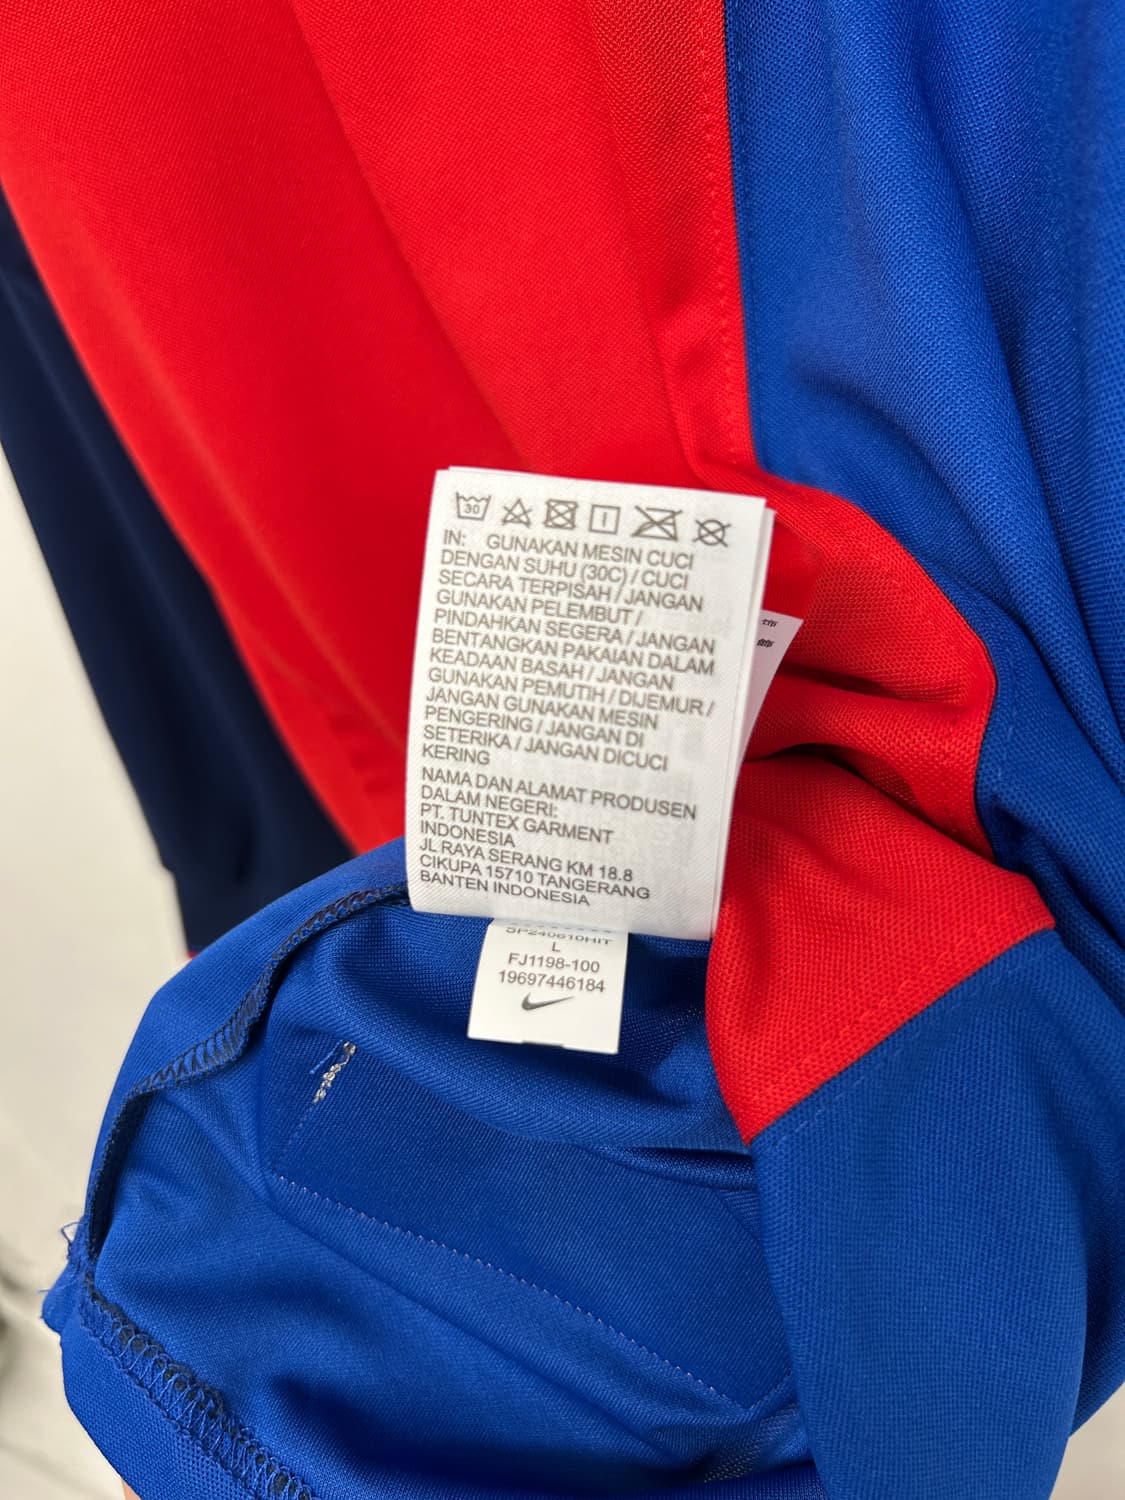 30
IN: GUNAKAN MESIN CUCI
DENGAN SUHU (30C) / CUCI
SECARA TERPISAH / JANGAN
GUNAKAN PELEMBUT /
PINDAHKAN SEGERA / JANGAN
BENTANGKAN PAKAIAN DALAM
KEADAAN BASAH / JANGAN
GUNAKAN PEMUTIH / DIJEMUR /
JANGAN GUNAKAN MESIN
PENGERING / JANGAN DI
SETERIKA / JANGAN DICUCI
KERING
NAMA DAN ALAMAT PRODUSEN
DALAM NEGERI:
PT. TUNTEX GARMENT
INDONESIA
JL RAYA SERANG KM 18.8
CIKUPA 15710 TANGERANG
BANTEN INDONESIA
SP240610HIT
L
FJ1198-100
19697446184